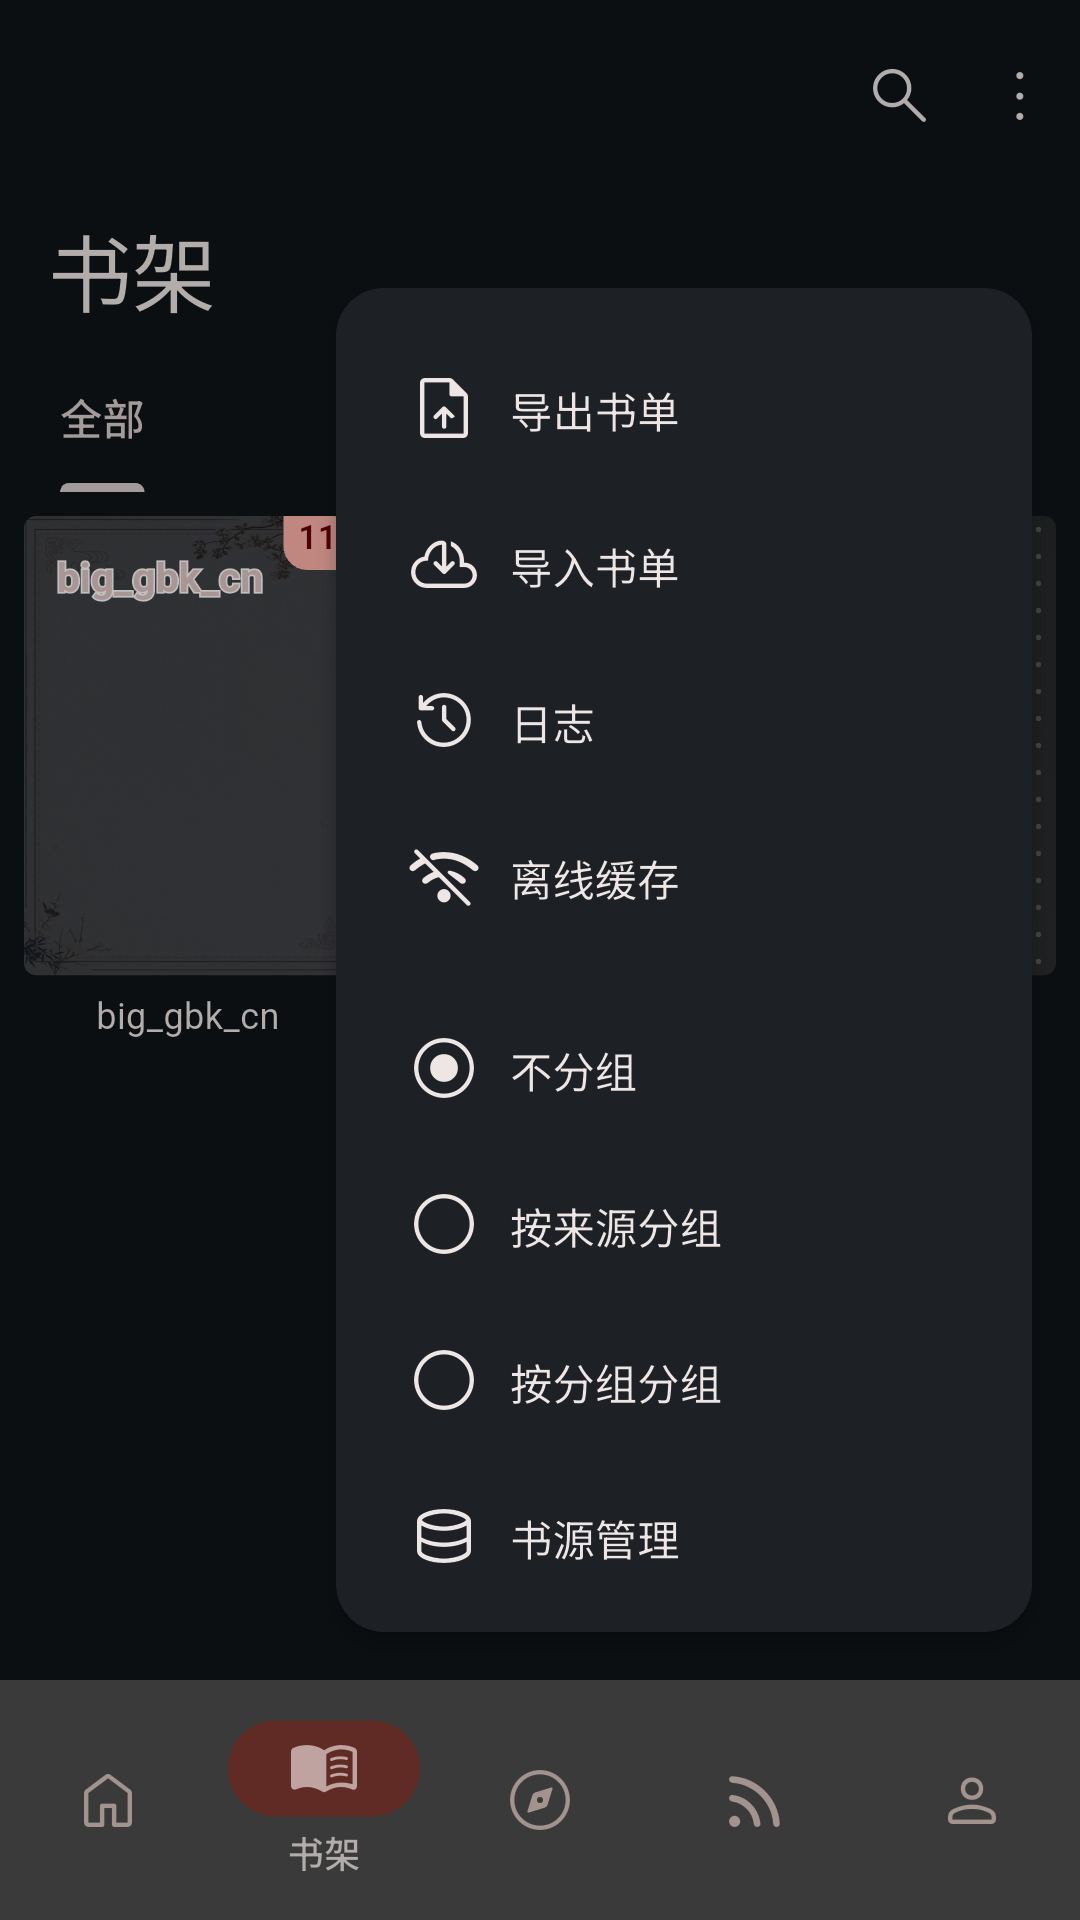 书架
全部
11
big_gbk_cn
big_gbk_cn
导出书单
导入书单
日志
离线缓存
不分组
按来源分组
按分组分组
书源管理
书架